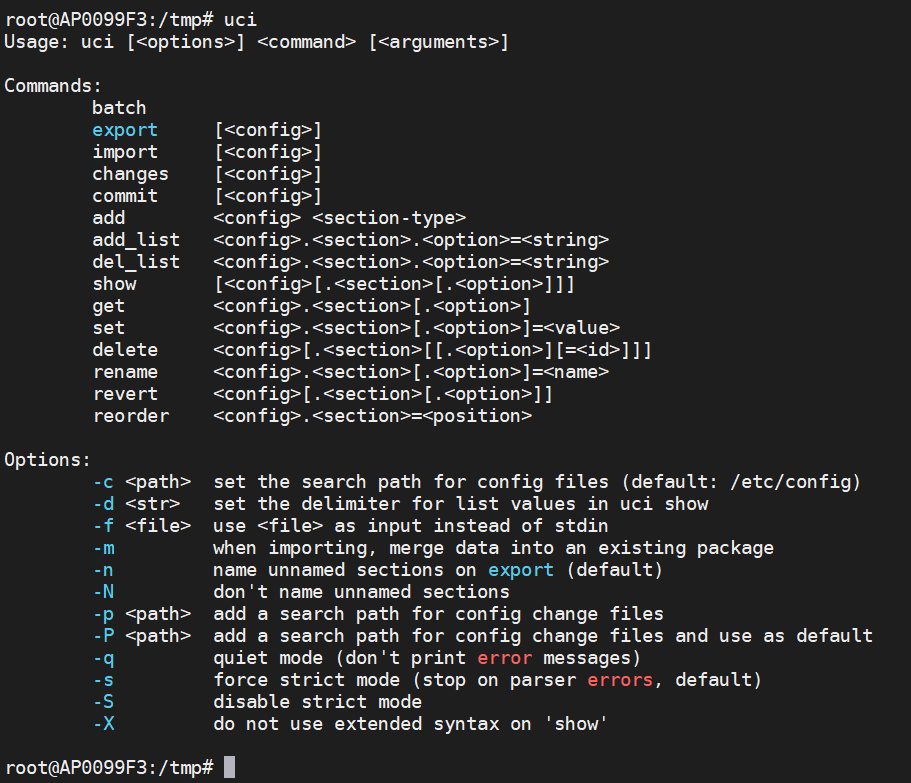 root@AP0099F3:/tmp# uci
Usage: uci [<options>] <command> [<arguments>]
Commands:
batch
export [<config>]
import [<config>]
changes [<config>]
commit [<config>]
add <config> <section-type>
add_list <config>.<section>.<option>=<string>
del_list <config>.<section>.<option>=<string>
show [<config>[.<section>[.<option>]]]
get <config>.<section>[.<option>]
set <config>.<section>[.<option>]=<value>
delete <config>[.<section>[[.<option>][=<id>]]]
rename <config>.<section>[.<option>]=<name>
revert <config>[.<section>[.<option>]]
reorder <config>.<section>=<position>
Options:
-c <path> set the search path for config files (default: /etc/config)
-d <str> set the delimiter for list values in uci show
-f <file> use <file> as input instead of stdin
-m when importing, merge data into an existing package
-n name unnamed sections on export (default)
-N don't name unnamed sections
-p <path> add a search path for config change files
-P <path> add a search path for config change files and use as default
-q quiet mode (don't print error messages)
-s force strict mode (stop on parser errors, default)
-S disable strict mode
-X do not use extended syntax on 'show'
root@AP0099F3:/tmp#